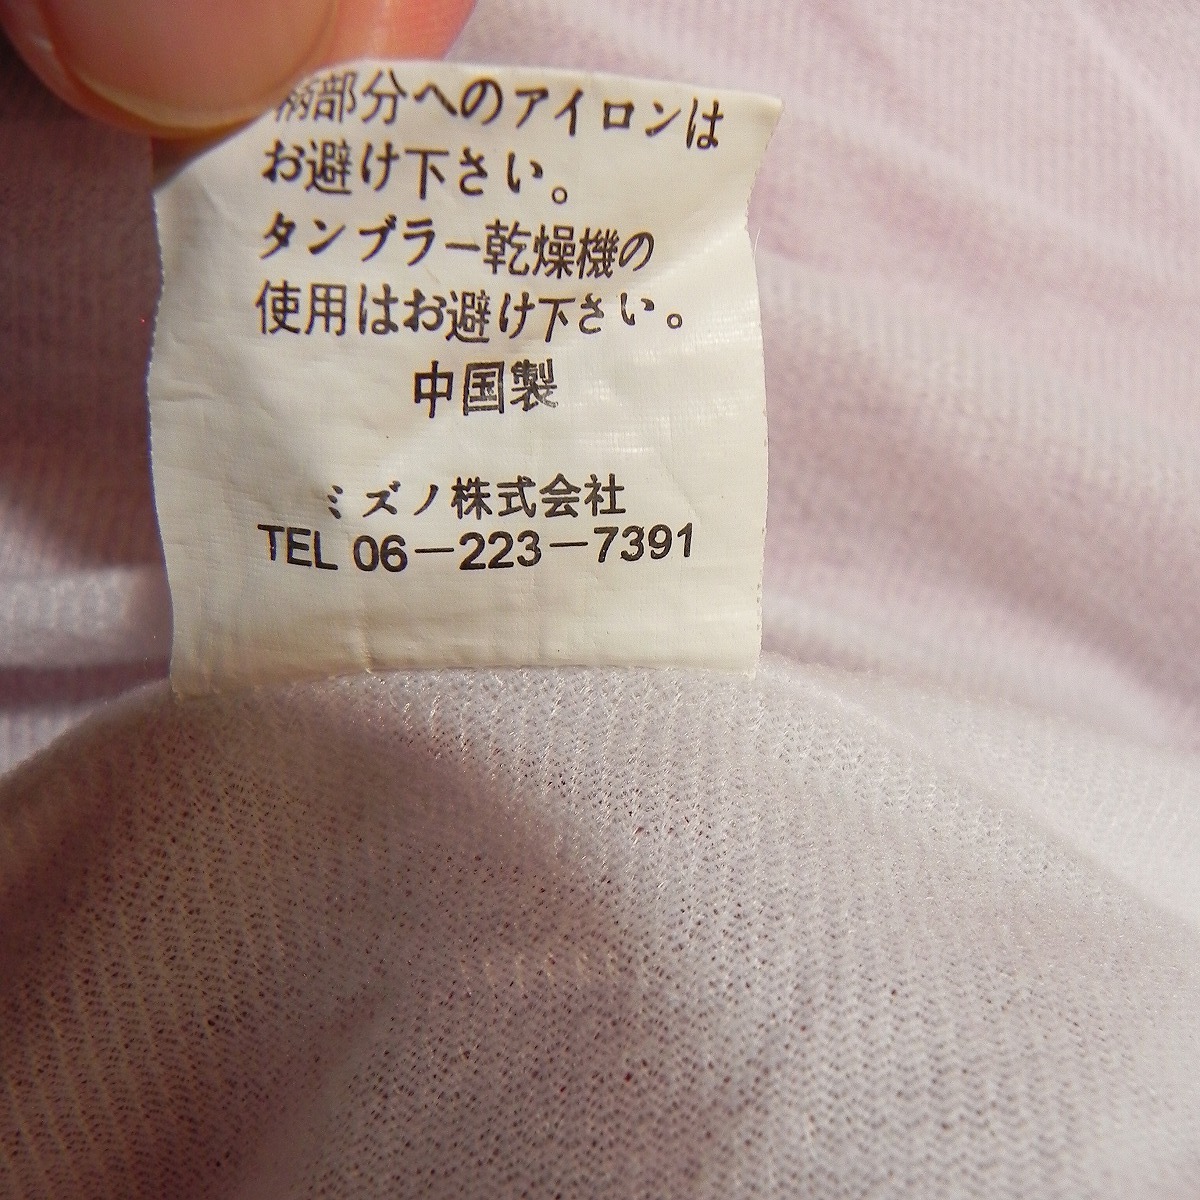 柄部分へのアイロンは
お避け下さい。
タンブラー乾燥機の
使用はお避け下さい。
中国製
ミズノ株式会社
TEL 06－223－7391